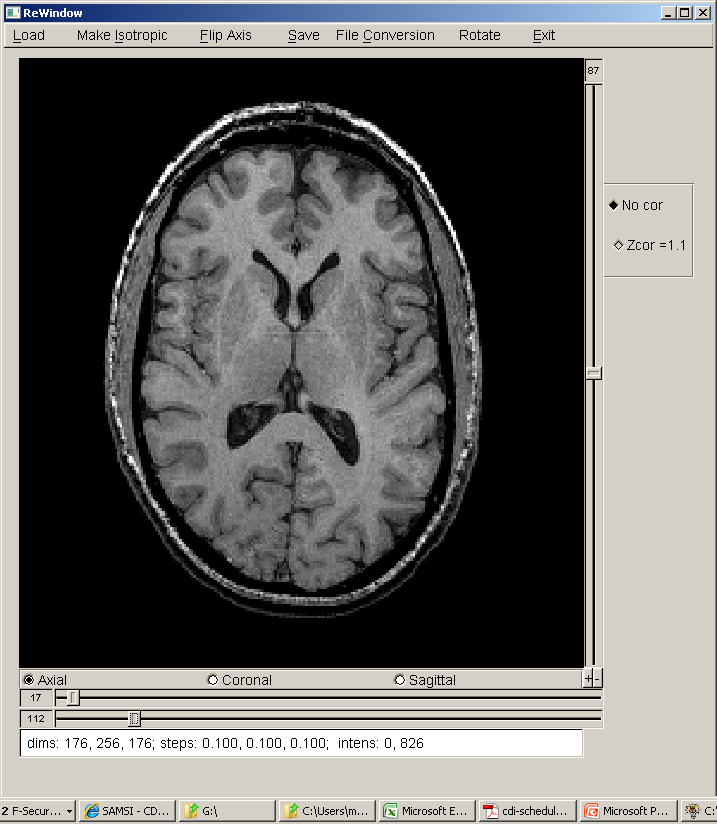 ReWindow
Load Make Isotropic Flip Axis Save File Conversion Rotate Exit
87
No cor
Zcor =1.1
Axial Coronal Sagittal
+ -
17
112
dims: 176, 256, 176; steps: 0.100, 0.100, 0.100; intens: 0, 826
2 F-Secur... SAMSI - CD... G:\ C:\Users\m... Microsoft E... cdi-schedul... Microsoft P... C: